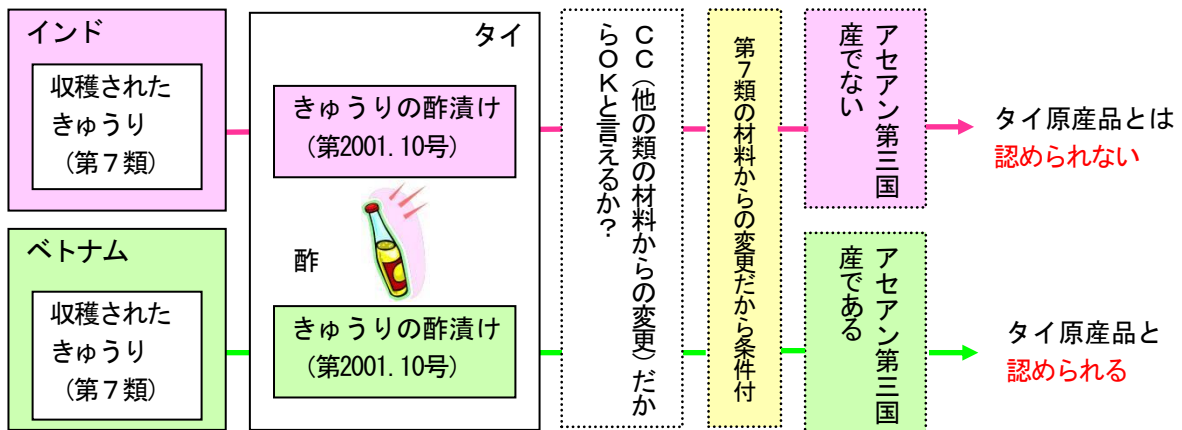 インド
収穫された
きゅうり
(第７類)
タイ
きゅうりの酢漬け
(第2001.10号)
ＣＣ（他の類の材料からの変更）だか
らＯＫと言えるか？
第７類の材料からの変更だから条件付
アセアン第三国
産でない
タイ原産品とは
認められない
ベトナム
収穫された
きゅうり
(第７類)
酢
きゅうりの酢漬け
(第2001.10号)
アセアン第三国
産である
タイ原産品と
認められる